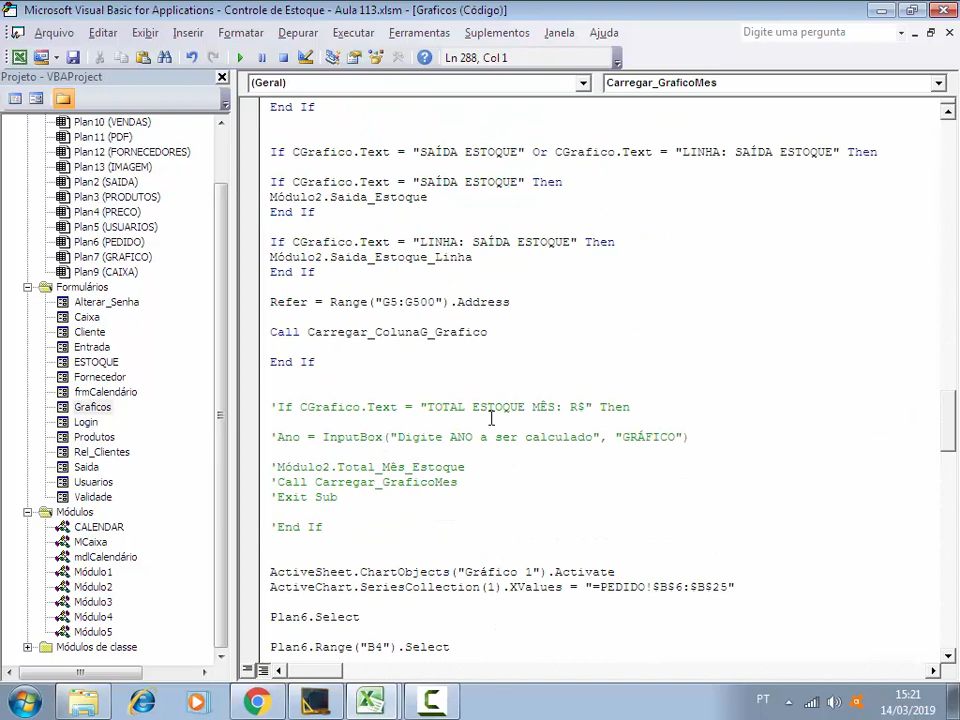 Microsoft Visual Basic for Applications - Controle de Estoque - Aula 113.xlsm - [Graficos (Código)]
Arquivo Editar Exibir Inserir Formatar Depurar Executar Ferramentas Suplementos Janela Ajuda Digite uma pergunta
Ln 288, Col 1
Projeto - VBAProject
(Geral) Carregar_GraficoMes
Plan10 (VENDAS)
Plan11 (PDF)
Plan12 (FORNECEDORES)
Plan13 (IMAGEM)
Plan2 (SAIDA)
Plan3 (PRODUTOS)
Plan4 (PRECO)
Plan5 (USUARIOS)
Plan6 (PEDIDO)
Plan7 (GRAFICO)
Plan9 (CAIXA)
Formulários
Alterar_Senha
Caixa
Cliente
Entrada
ESTOQUE
Fornecedor
frmCalendário
Graficos
Login
Produtos
Rel_Clientes
Saida
Usuarios
Validade
Módulos
CALENDAR
MCaixa
mdlCalendário
Módulo1
Módulo2
Módulo3
Módulo4
Módulo5
Módulos de classe
End If
If CGrafico.Text = "SAÍDA ESTOQUE" Or CGrafico.Text = "LINHA: SAÍDA ESTOQUE" Then
If CGrafico.Text = "SAÍDA ESTOQUE" Then
Módulo2.Saida_Estoque
End If
If CGrafico.Text = "LINHA: SAÍDA ESTOQUE" Then
Módulo2.Saida_Estoque_Linha
End If
Refer = Range("G5:G500").Address
Call Carregar_ColunaG_Grafico
End If
'If CGrafico.Text = "TOTAL ESTOQUE MÊS: R$" Then
'Ano = InputBox("Digite ANO a ser calculado", "GRÁFICO")
'Módulo2.Total_Mês_Estoque
'Call Carregar_GraficoMes
'Exit Sub
'End If
ActiveSheet.ChartObjects("Gráfico 1").Activate
ActiveChart.SeriesCollection(1).XValues = "=PEDIDO!$B$6:$B$25"
Plan6.Select
Plan6.Range("B4").Select
PT
15:21
14/03/2019